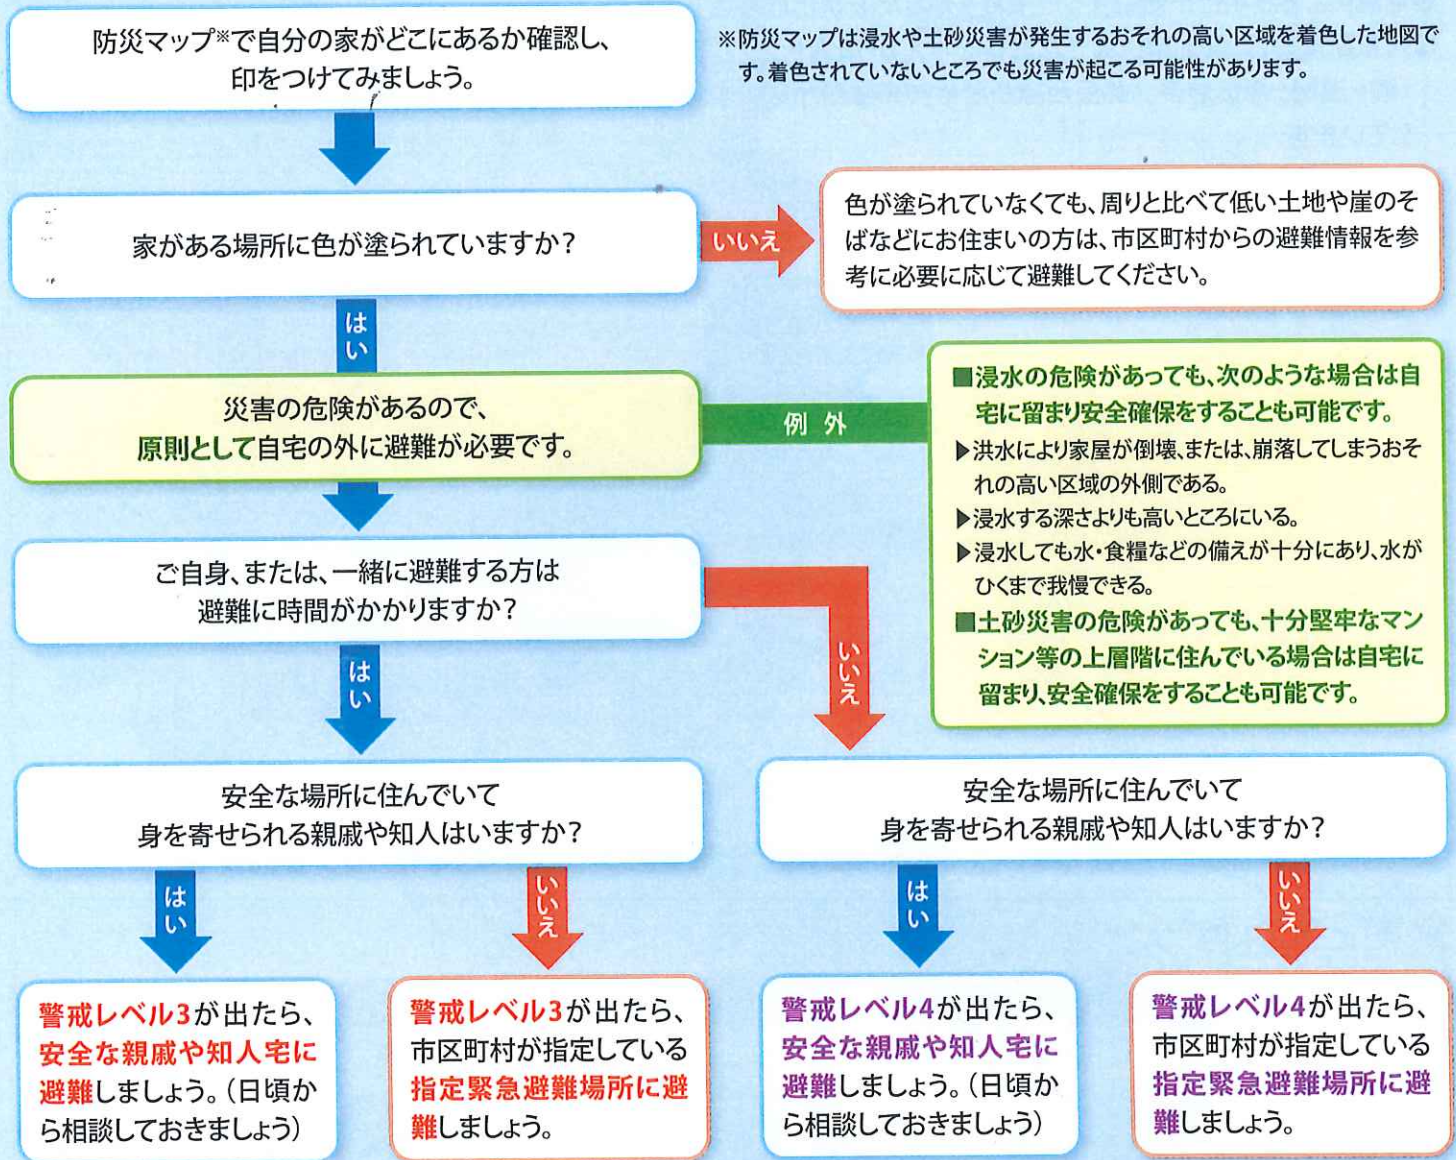 防災マップ※で自分の家がどこにあるか確認し、
印をつけてみましょう。
※防災マップは浸水や土砂災害が発生するおそれの高い区域を着色した地図で
す。着色されていないところでも災害が起こる可能性があります。
家がある場所に色が塗られていますか？
いいえ
色が塗られていなくても、周りと比べて低い土地や崖のそ
ばなどにお住まいの方は、市区町村からの避難情報を参
考に必要に応じて避難してください。
はい
災害の危険があるので、
原則として自宅の外に避難が必要です。
例外
■浸水の危険があっても、次のような場合は自
宅に留まり安全確保をすることも可能です。
▶洪水により家屋が倒壊、または、崩落してしまうおそ
れの高い区域の外側である。
▶浸水する深さよりも高いところにいる。
▶浸水しても水・食糧などの備えが十分にあり、水が
ひくまで我慢できる。
■土砂災害の危険があっても、十分堅牢なマン
ション等の上層階に住んでいる場合は自宅に
留まり、安全確保をすることも可能です。
ご自身、または、一緒に避難する方は
避難に時間がかかりますか？
はい
いいえ
安全な場所に住んでいて
身を寄せられる親戚や知人はいますか？
安全な場所に住んでいて
身を寄せられる親戚や知人はいますか？
はい
いいえ
はい
いいえ
警戒レベル3が出たら、
安全な親戚や知人宅に
避難しましょう。（日頃か
ら相談しておきましょう）
警戒レベル3が出たら、
市区町村が指定している
指定緊急避難場所に避
難しましょう。
警戒レベル4が出たら、
安全な親戚や知人宅に
避難しましょう。（日頃か
ら相談しておきましょう）
警戒レベル4が出たら、
市区町村が指定している
指定緊急避難場所に避
難しましょう。